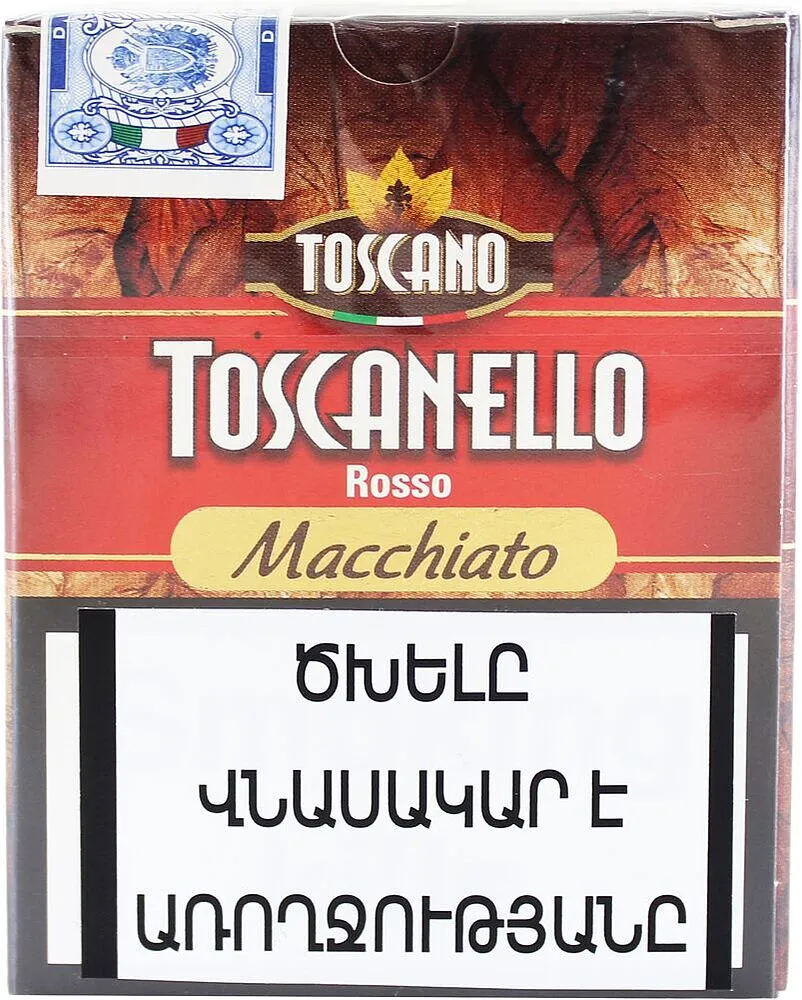 D D
TOSCANO
TOSCANELLO
Rosso
Macchiato
ԾԽԵԼԸ
ՎՆԱՍԱԿԱՐ Է
ԱՌՈՂՋՈՒԹՅԱՆԸ